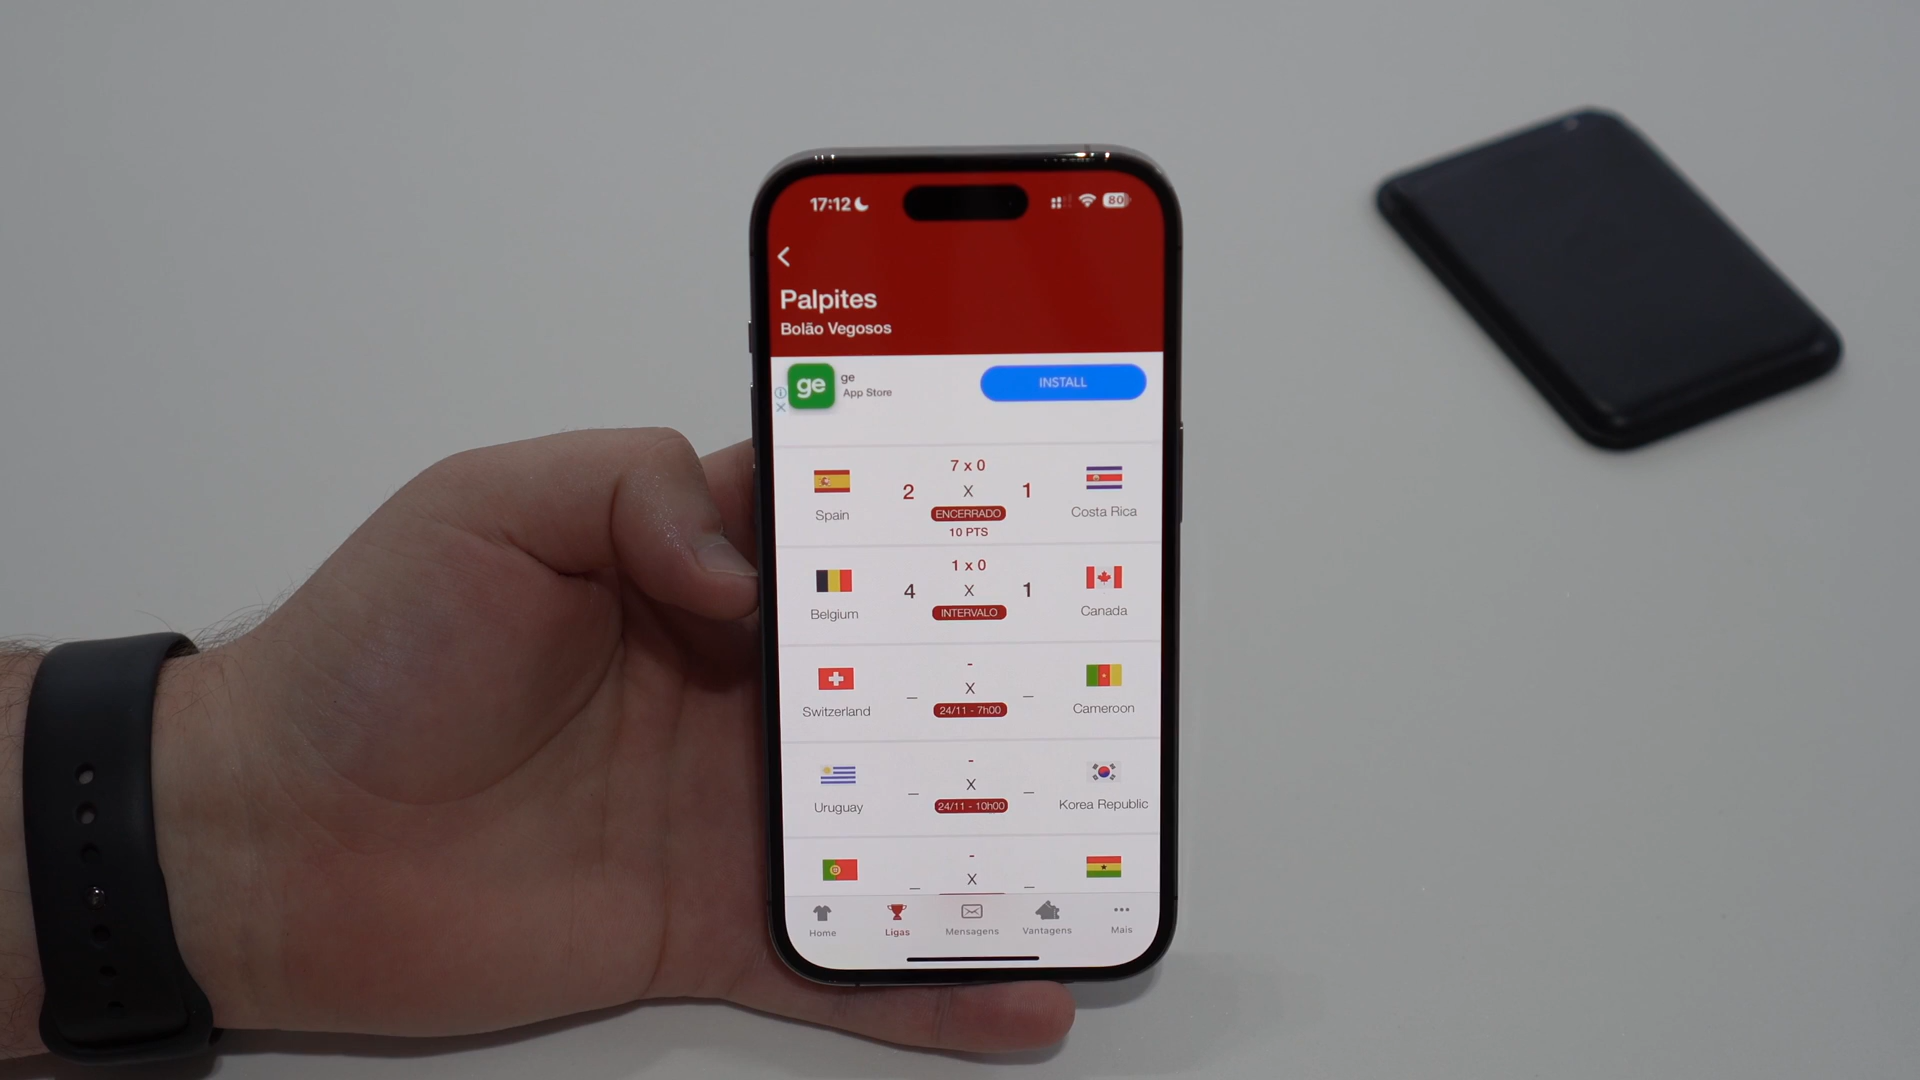 17:12
80
Palpites
Bolão Vegosos
ge
ge
App Store
INSTALL
7 x 0
2 X 1
Spain
ENCERRADO
Costa Rica
10 PTS
1 x 0
4 X 1
Belgium
INTERVALO
Canada
-
_ X _
Switzerland
24/11 - 7h00
Cameroon
-
_ X _
Uruguay
24/11 - 10h00
Korea Republic
-
_ X _
Home
Ligas
Mensagens
Vantagens
Mais